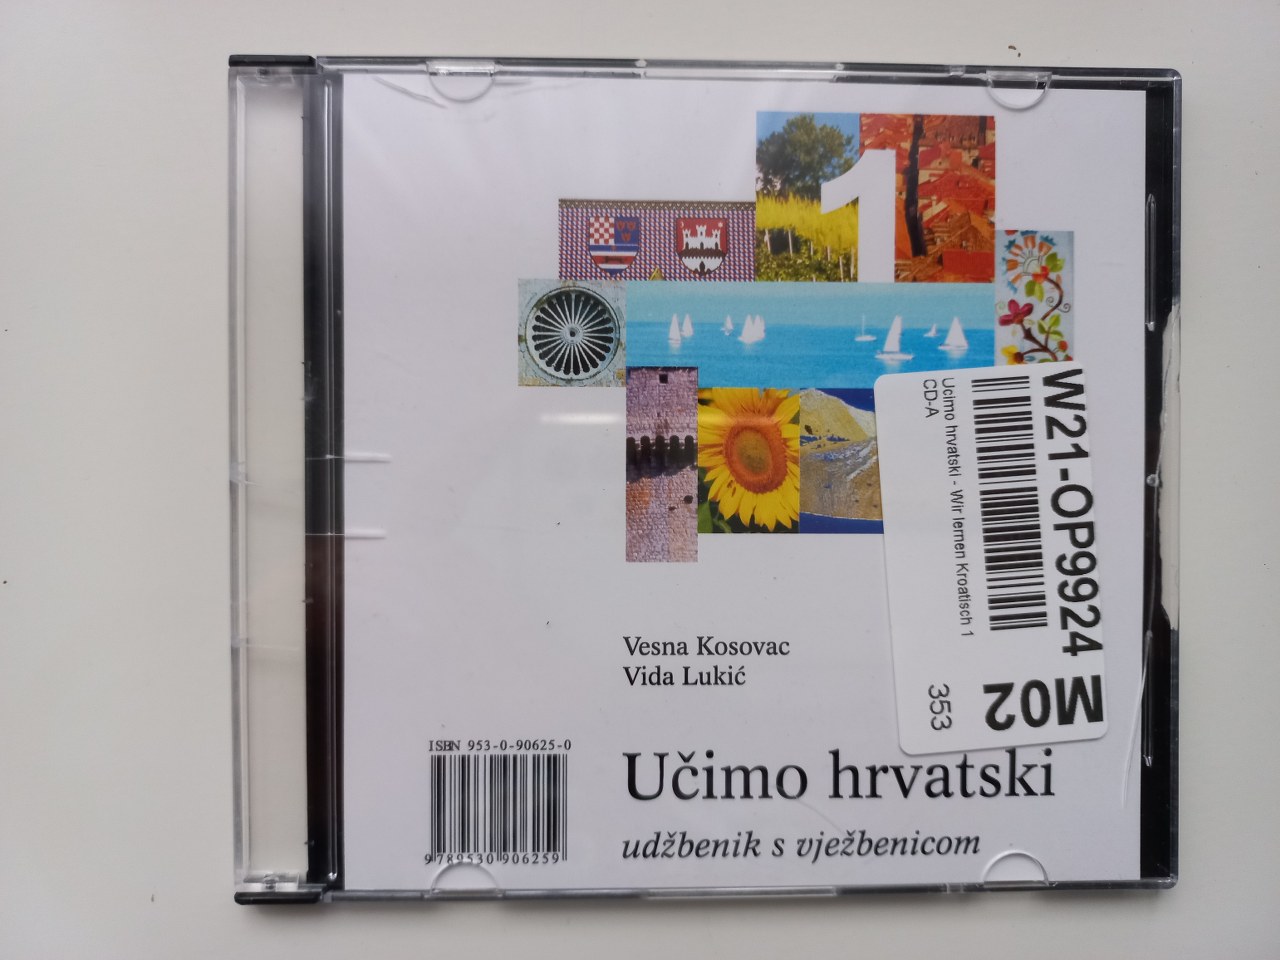 1
W21-OP9924
Ucimo hrvatski - Wir lernen Kroatisch 1
CD-A
353
M02
Vesna Kosovac
Vida Lukić
ISBN 953-0-90625-0
9 789530 906259
Učimo hrvatski
udžbenik s vježbenicom